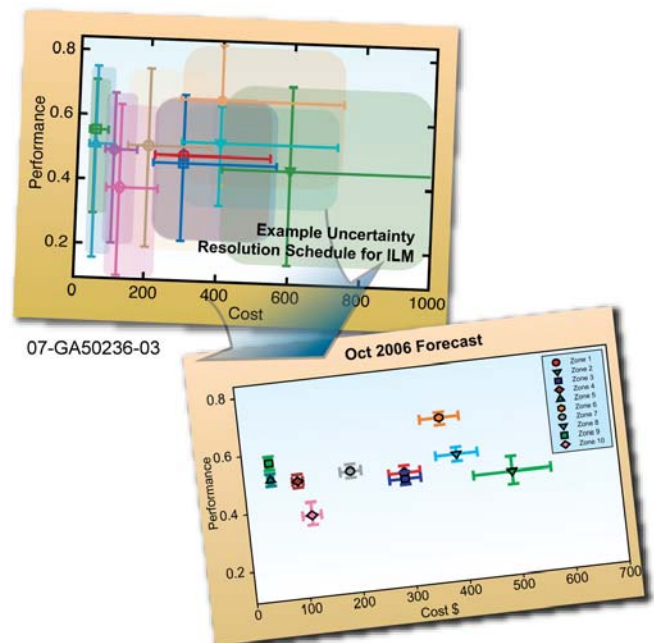 0.8
0.6
0.4
0.2
Performance
Example Uncertainty
Resolution Schedule for ILM
0 200 400 600 800 1000
Cost
07-GA50236-03
Oct 2006 Forecast
Zone 1
Zone 2
Zone 3
Zone 4
Zone 5
Zone 6
Zone 7
Zone 8
Zone 9
Zone 10
0.8
0.6
0.4
0.2
Performance
0 100 200 300 400 500 600 700
Cost $